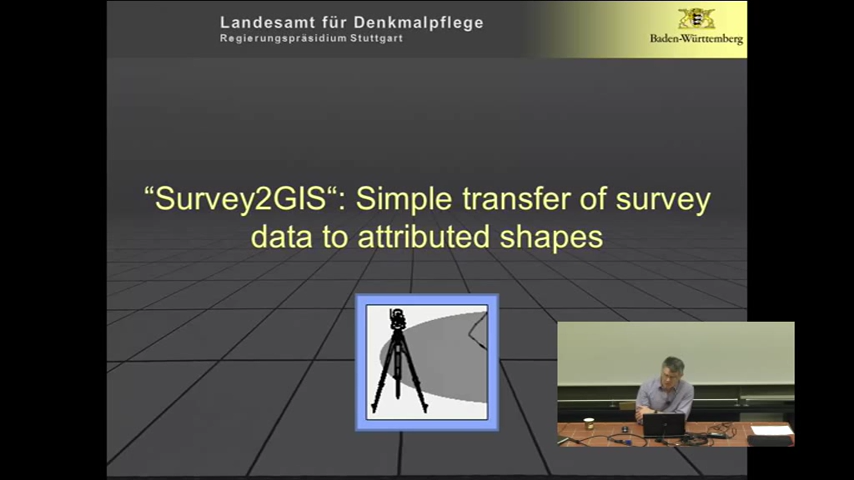 Landesamt für Denkmalpflege
Regierungspräsidium Stuttgart
Baden-Württemberg
“Survey2GIS“: Simple transfer of survey
data to attributed shapes